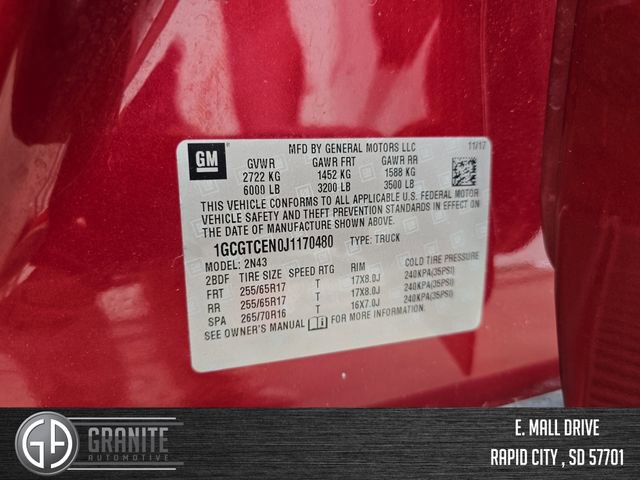 GM
MFD BY GENERAL MOTORS LLC 11/17
GVWR GAWR FRT GAWR RR
2722 KG 1452 KG 1588 KG
6000 LB 3200 LB 3500 LB
THIS VEHICLE CONFORMS TO ALL APPLICABLE U.S. FEDERAL MOTOR
VEHICLE SAFETY AND THEFT PREVENTION STANDARDS IN EFFECT ON
THE DATE OF MANUFACTURE SHOWN ABOVE.
1GCGTCEN0J1170480 TYPE: TRUCK
MODEL: 2N43
2BDF TIRE SIZE SPEED RTG RIM COLD TIRE PRESSURE
FRT 255/65R17 T 17X8.0J 240KPA(35PSI)
RR 255/65R17 T 17X8.0J 240KPA(35PSI)
SPA 265/70R16 T 16X7.0J 240KPA(35PSI)
SEE OWNER'S MANUAL FOR MORE INFORMATION.
GA GRANITE
AUTOMOTIVE
E. MALL DRIVE
RAPID CITY , SD 57701